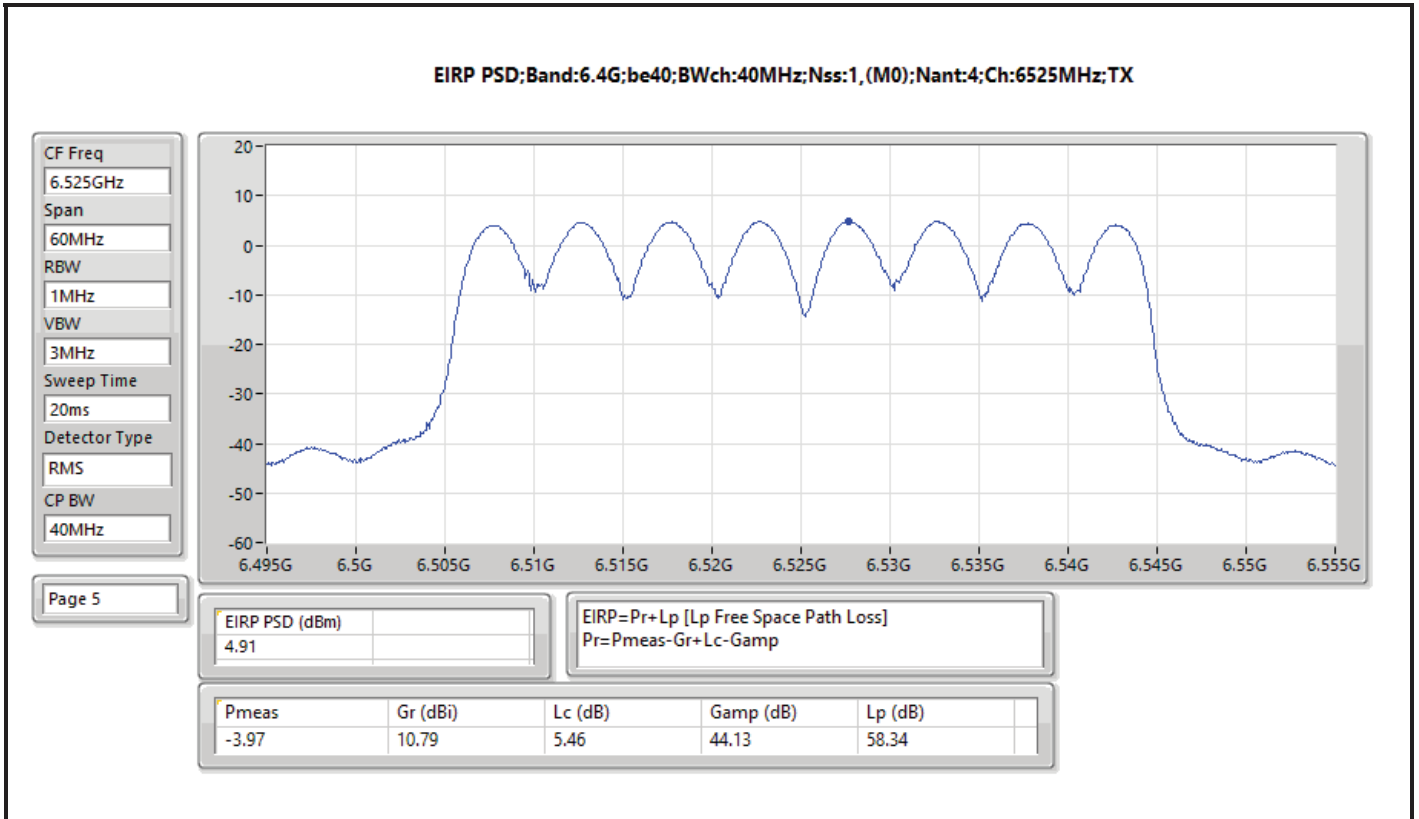 EIRP PSD;Band:6.4G;be40;BWch:40MHz;Nss:1,(M0);Nant:4;Ch:6525MHz;TX
CF Freq
6.525GHz
Span
60MHz
RBW
1MHz
VBW
3MHz
Sweep Time
20ms
Detector Type
RMS
CP BW
40MHz
Page 5
20
10
0
-10
-20
-30
-40
-50
-60
6.495G 6.5G 6.505G 6.51G 6.515G 6.52G 6.525G 6.53G 6.535G 6.54G 6.545G 6.55G 6.555G
EIRP PSD (dBm)
4.91
EIRP=Pr+Lp [Lp Free Space Path Loss]
Pr=Pmeas-Gr+Lc-Gamp
Pmeas Gr (dBi) Lc (dB) Gamp (dB) Lp (dB)
-3.97 10.79 5.46 44.13 58.34